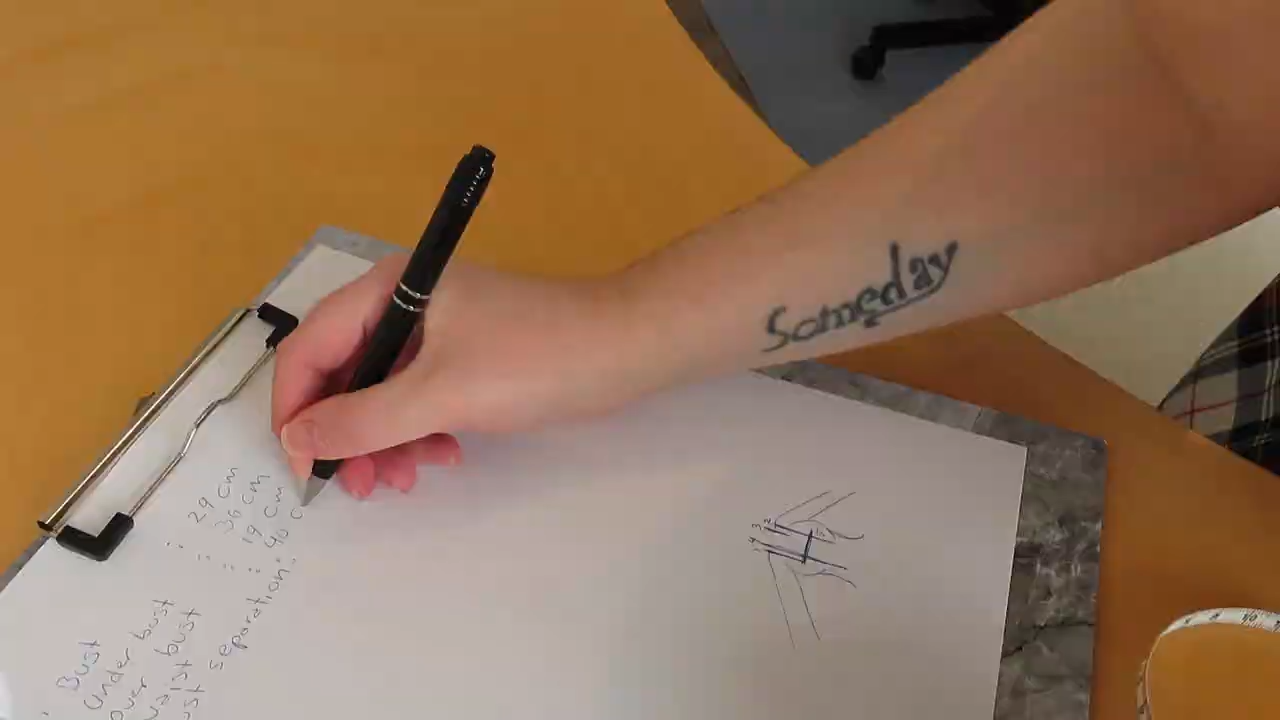 Someday
Bust : 29 cm
Under bust : 36 cm
over bust : 19 cm
waist : 40 c
bust separation :